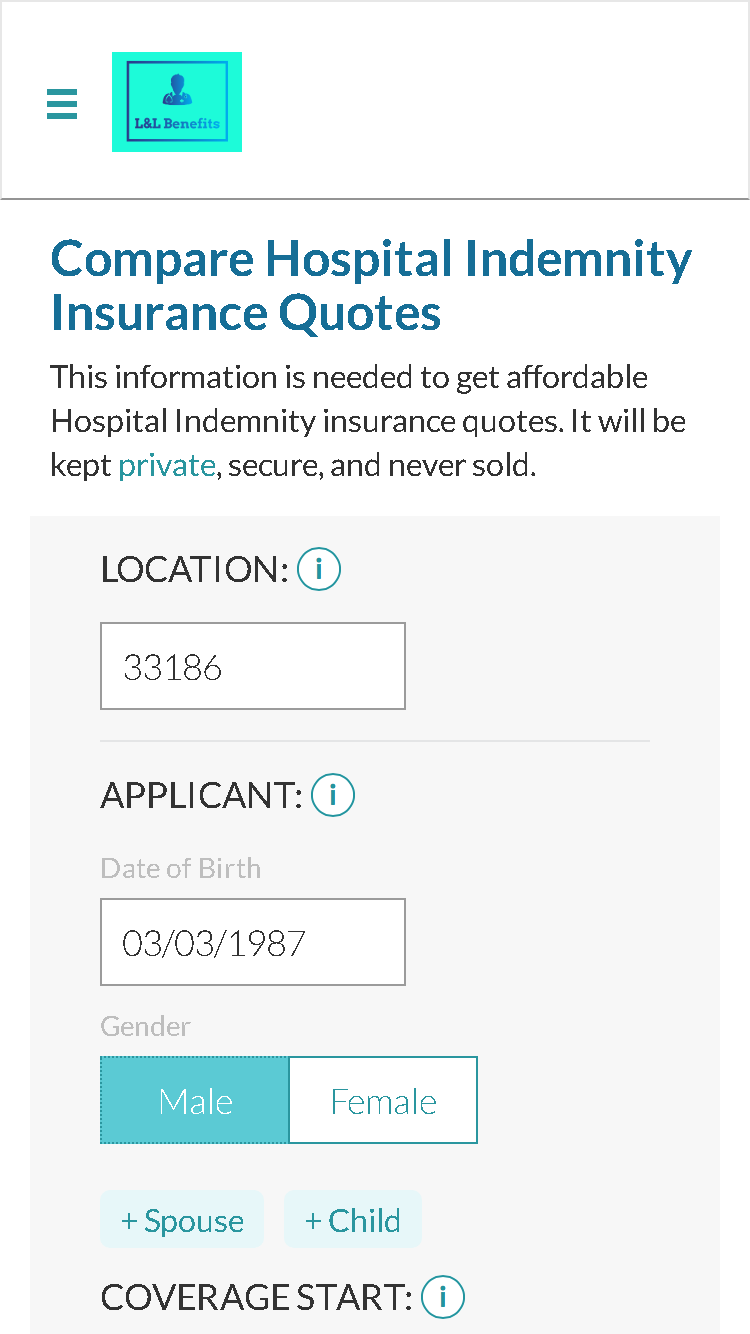 L&L Benefits
Compare Hospital Indemnity
Insurance Quotes
This information is needed to get affordable
Hospital Indemnity insurance quotes. It will be
kept private, secure, and never sold.
LOCATION: i
33186
APPLICANT: i
Date of Birth
03/03/1987
Gender
Male Female
+ Spouse + Child
COVERAGE START: i